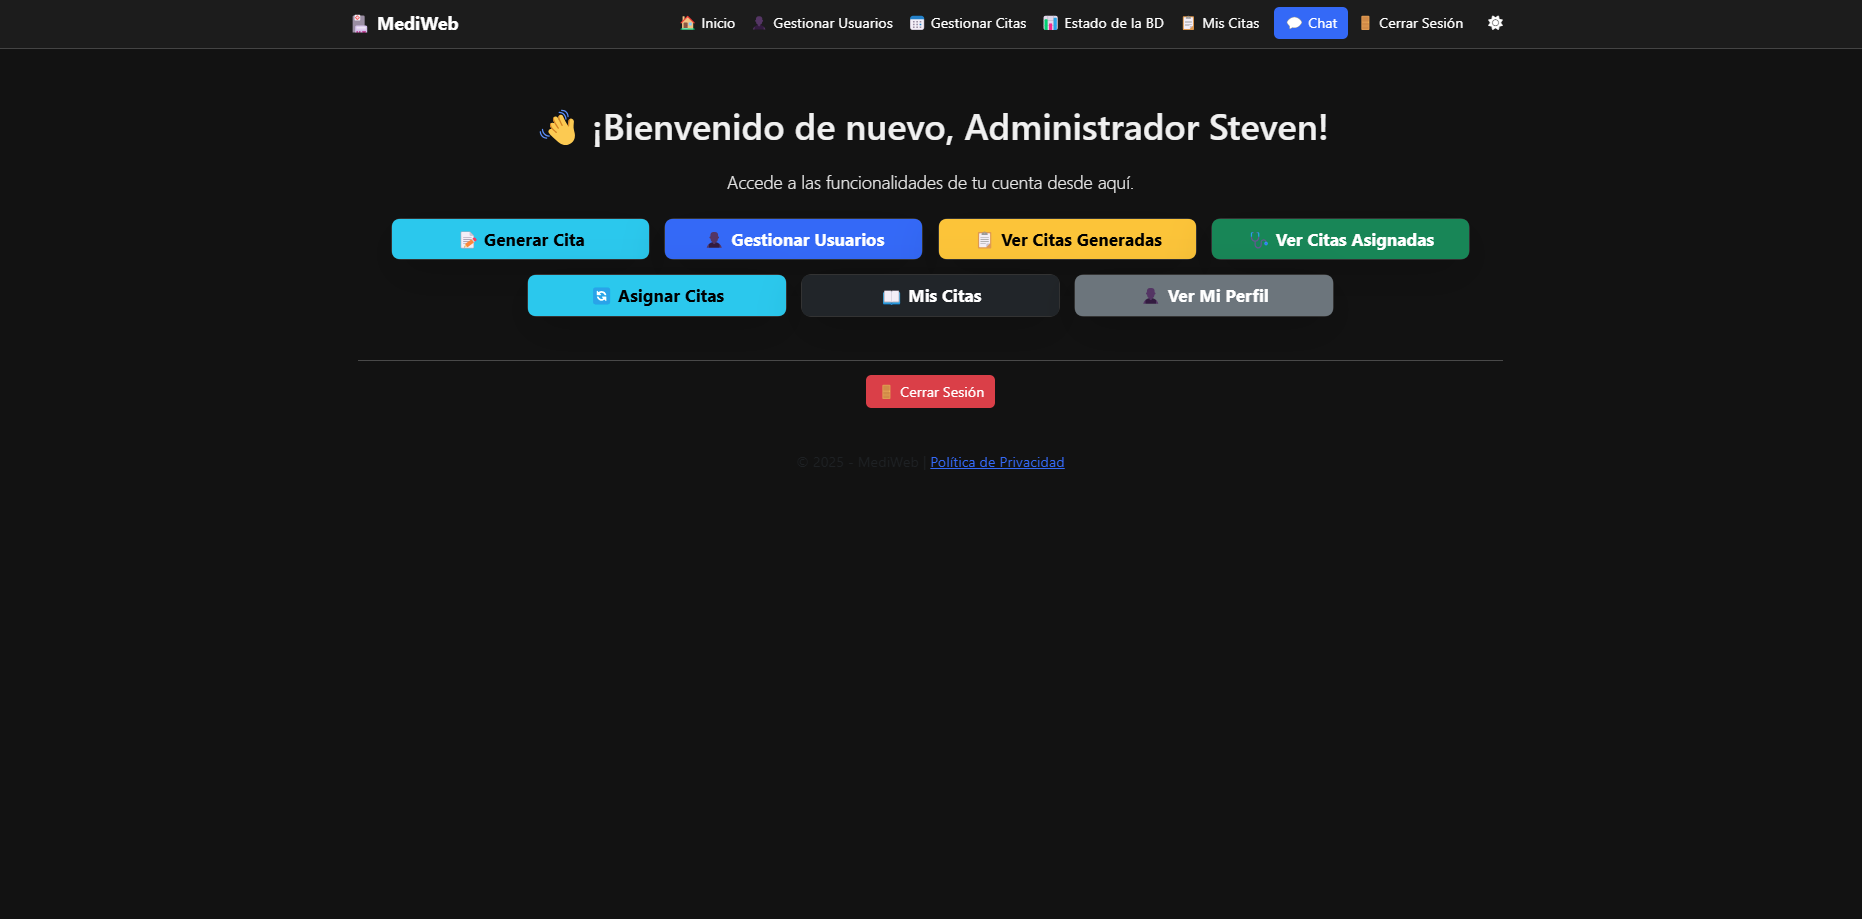 MediWeb
Inicio Gestionar Usuarios Gestionar Citas Estado de la BD Mis Citas Chat Cerrar Sesión
¡Bienvenido de nuevo, Administrador Steven!
Accede a las funcionalidades de tu cuenta desde aquí.
Generar Cita Gestionar Usuarios Ver Citas Generadas Ver Citas Asignadas
Asignar Citas Mis Citas Ver Mi Perfil
Cerrar Sesión
© 2025 - MediWeb | Política de Privacidad